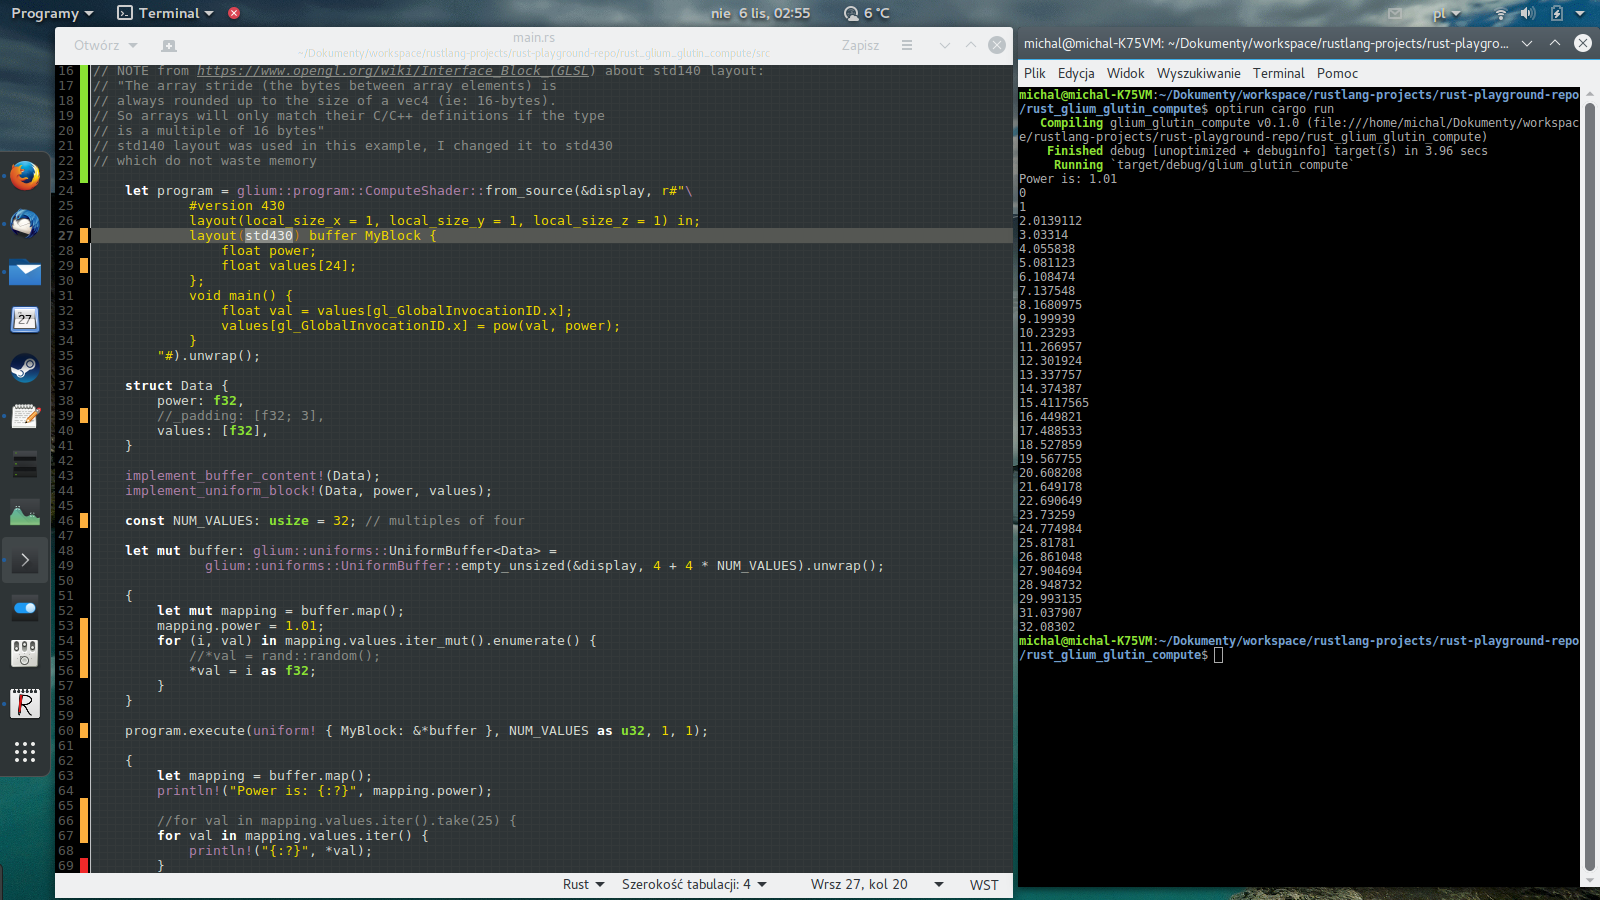 Programy
Terminal
nie 6 lis, 02:55
6 °C
pl
Otwórz
main.rs
~/Dokumenty/workspace/rustlang-projects/rust-playground-repo/rust_glium_glutin_compute/src
Zapisz
16 // NOTE from https://www.opengl.org/wiki/Interface_Block_(GLSL) about std140 layout:
17 // "The array stride (the bytes between array elements) is
18 // always rounded up to the size of a vec4 (ie: 16-bytes).
19 // So arrays will only match their C/C++ definitions if the type
20 // is a multiple of 16 bytes"
21 // std140 layout was used in this example, I changed it to std430
22 // which do not waste memory
23
24     let program = glium::program::ComputeShader::from_source(&display, r#"\
25             #version 430
26             layout(local_size_x = 1, local_size_y = 1, local_size_z = 1) in;
27             layout(std430) buffer MyBlock {
28                 float power;
29                 float values[24];
30             };
31             void main() {
32                 float val = values[gl_GlobalInvocationID.x];
33                 values[gl_GlobalInvocationID.x] = pow(val, power);
34             }
35         "#).unwrap();
36
37     struct Data {
38         power: f32,
39         //_padding: [f32; 3],
40         values: [f32],
41     }
42
43     implement_buffer_content!(Data);
44     implement_uniform_block!(Data, power, values);
45
46     const NUM_VALUES: usize = 32; // multiples of four
47
48     let mut buffer: glium::uniforms::UniformBuffer<Data> =
49               glium::uniforms::UniformBuffer::empty_unsized(&display, 4 + 4 * NUM_VALUES).unwrap();
50
51     {
52         let mut mapping = buffer.map();
53         mapping.power = 1.01;
54         for (i, val) in mapping.values.iter_mut().enumerate() {
55             //*val = rand::random();
56             *val = i as f32;
57         }
58     }
59
60     program.execute(uniform! { MyBlock: &*buffer }, NUM_VALUES as u32, 1, 1);
61
62     {
63         let mapping = buffer.map();
64         println!("Power is: {:?}", mapping.power);
65
66         //for val in mapping.values.iter().take(25) {
67         for val in mapping.values.iter() {
68             println!("{:?}", *val);
69         }
Rust
Szerokość tabulacji: 4
Wrsz 27, kol 20
WST
27
michal@michal-K75VM: ~/Dokumenty/workspace/rustlang-projects/rust-playgro...
Plik Edycja Widok Wyszukiwanie Terminal Pomoc
michal@michal-K75VM:~/Dokumenty/workspace/rustlang-projects/rust-playground-repo
/rust_glium_glutin_compute$ optirun cargo run
   Compiling glium_glutin_compute v0.1.0 (file:///home/michal/Dokumenty/workspac
e/rustlang-projects/rust-playground-repo/rust_glium_glutin_compute)
    Finished debug [unoptimized + debuginfo] target(s) in 3.96 secs
     Running `target/debug/glium_glutin_compute`
Power is: 1.01
0
1
2.0139112
3.03314
4.055838
5.081123
6.108474
7.137548
8.1680975
9.199939
10.23293
11.266957
12.301924
13.337757
14.374387
15.4117565
16.449821
17.488533
18.527859
19.567755
20.608208
21.649178
22.690649
23.73259
24.774984
25.81781
26.861048
27.904694
28.948732
29.993135
31.037907
32.08302
michal@michal-K75VM:~/Dokumenty/workspace/rustlang-projects/rust-playground-repo
/rust_glium_glutin_compute$